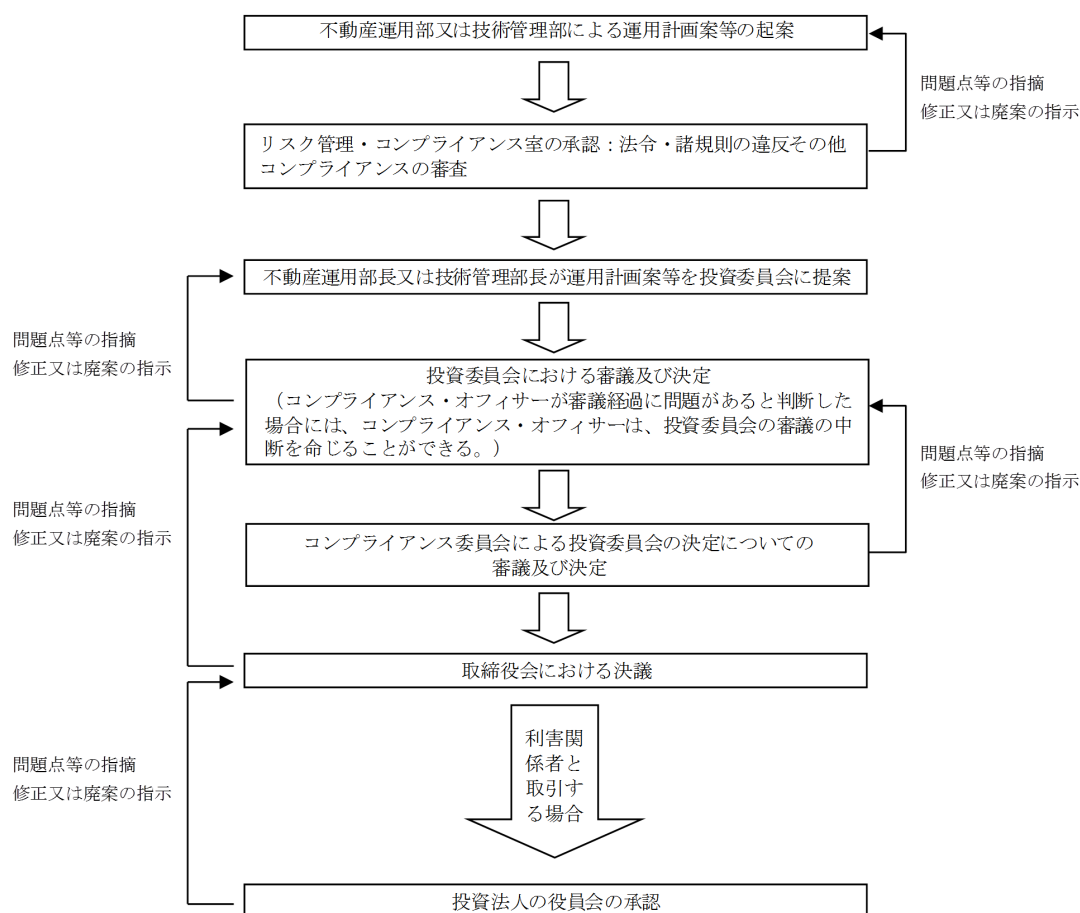 不動産運用部又は技術管理部による運用計画案等の起案
問題点等の指摘
修正又は廃案の指示
リスク管理・コンプライアンス室の承認：法令・諸規則の違反その他
コンプライアンスの審査
不動産運用部長又は技術管理部長が運用計画案等を投資委員会に提案
問題点等の指摘
修正又は廃案の指示
投資委員会における審議及び決定
（コンプライアンス・オフィサーが審議経過に問題があると判断した
場合には、コンプライアンス・オフィサーは、投資委員会の審議の中
断を命じることができる。）
問題点等の指摘
修正又は廃案の指示
問題点等の指摘
修正又は廃案の指示
コンプライアンス委員会による投資委員会の決定についての
審議及び決定
取締役会における決議
利害関
係者と
取引す
る場合
問題点等の指摘
修正又は廃案の指示
投資法人の役員会の承認